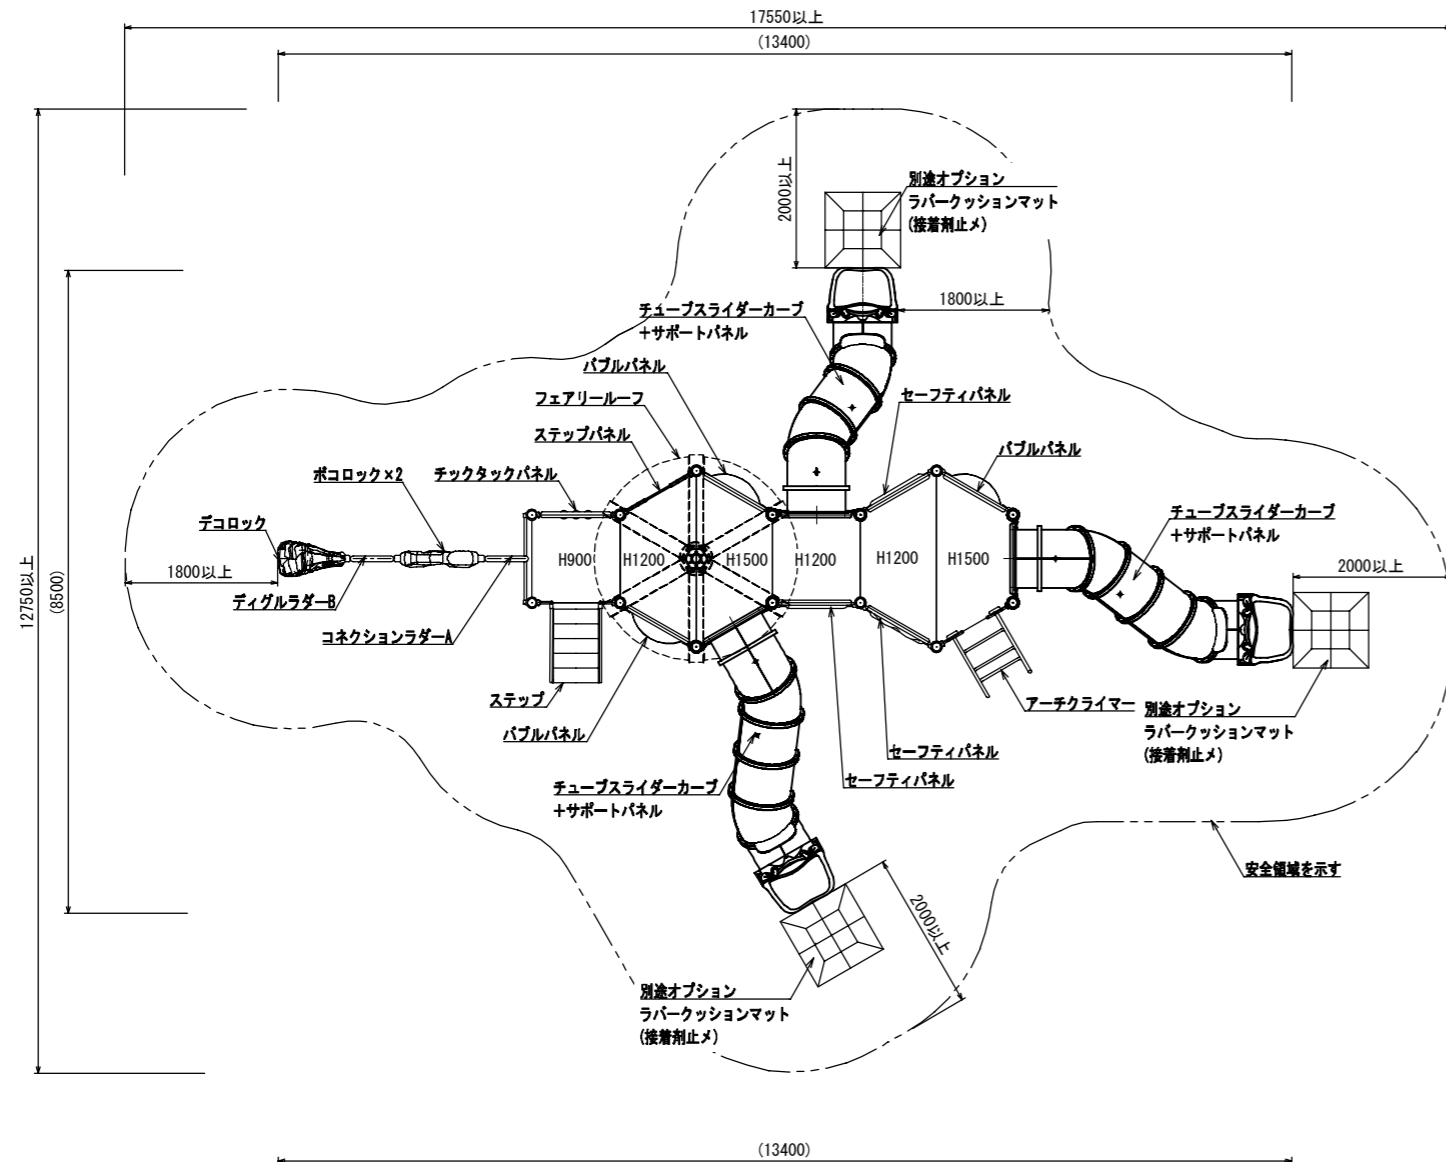 17550以上
(13400)
2000以上
別途オプション
ラバークッションマット
(接着剤止メ)
1800以上
チューブスライダーカーブ
+サポートパネル
バブルパネル
フェアリールーフ
ステップパネル
セーフティパネル
バブルパネル
ポコロック×2
チックタックパネル
デコロック
チューブスライダーカーブ
+サポートパネル
H900
H1200
H1500
H1200
H1200
H1500
1800以上
2000以上
ディグルラダーB
コネクションラダーA
12750以上
(8500)
ステップ
バブルパネル
アーチクライマー
別途オプション
ラバークッションマット
(接着剤止メ)
セーフティパネル
セーフティパネル
チューブスライダーカーブ
+サポートパネル
安全領域を示す
2000以上
別途オプション
ラバークッションマット
(接着剤止メ)
(13400)